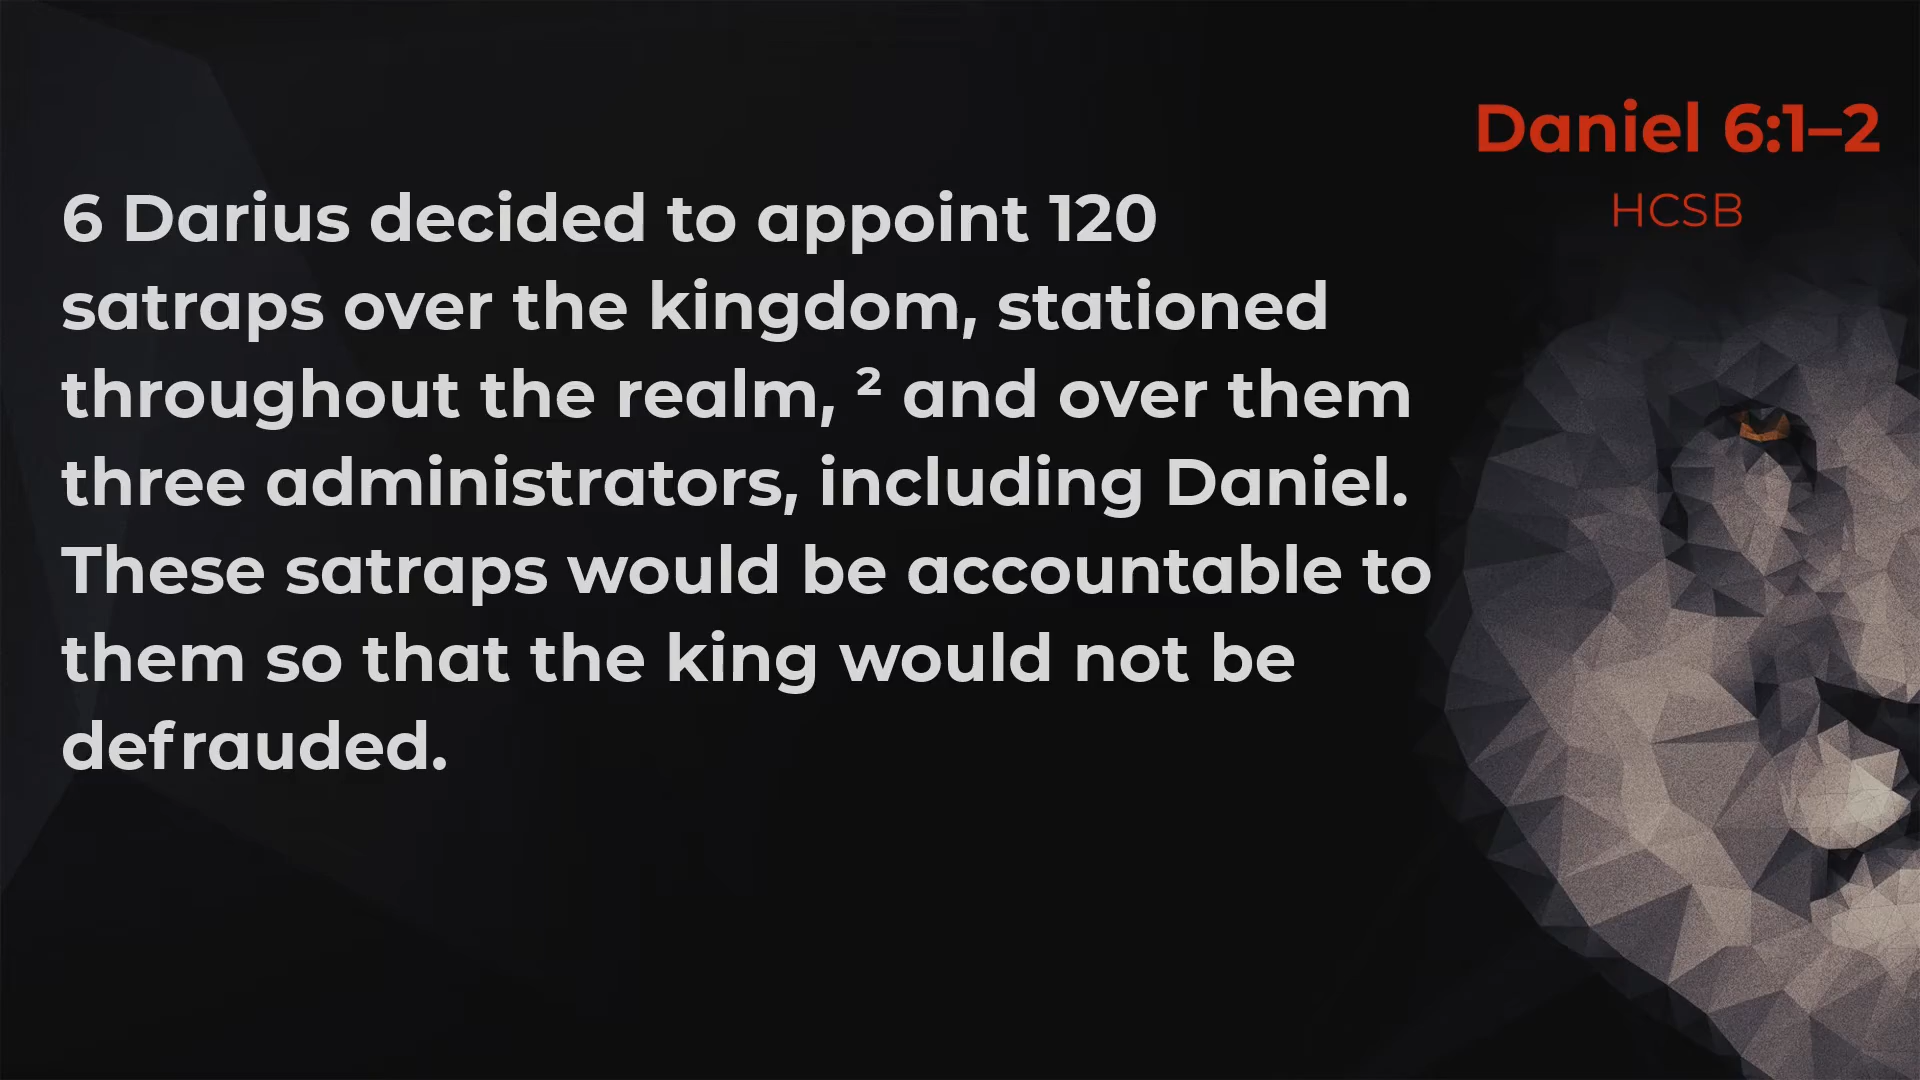 Daniel 6:1–2
HCSB
6 Darius decided to appoint 120
satraps over the kingdom, stationed
throughout the realm, ² and over them
three administrators, including Daniel.
These satraps would be accountable to
them so that the king would not be
defrauded.